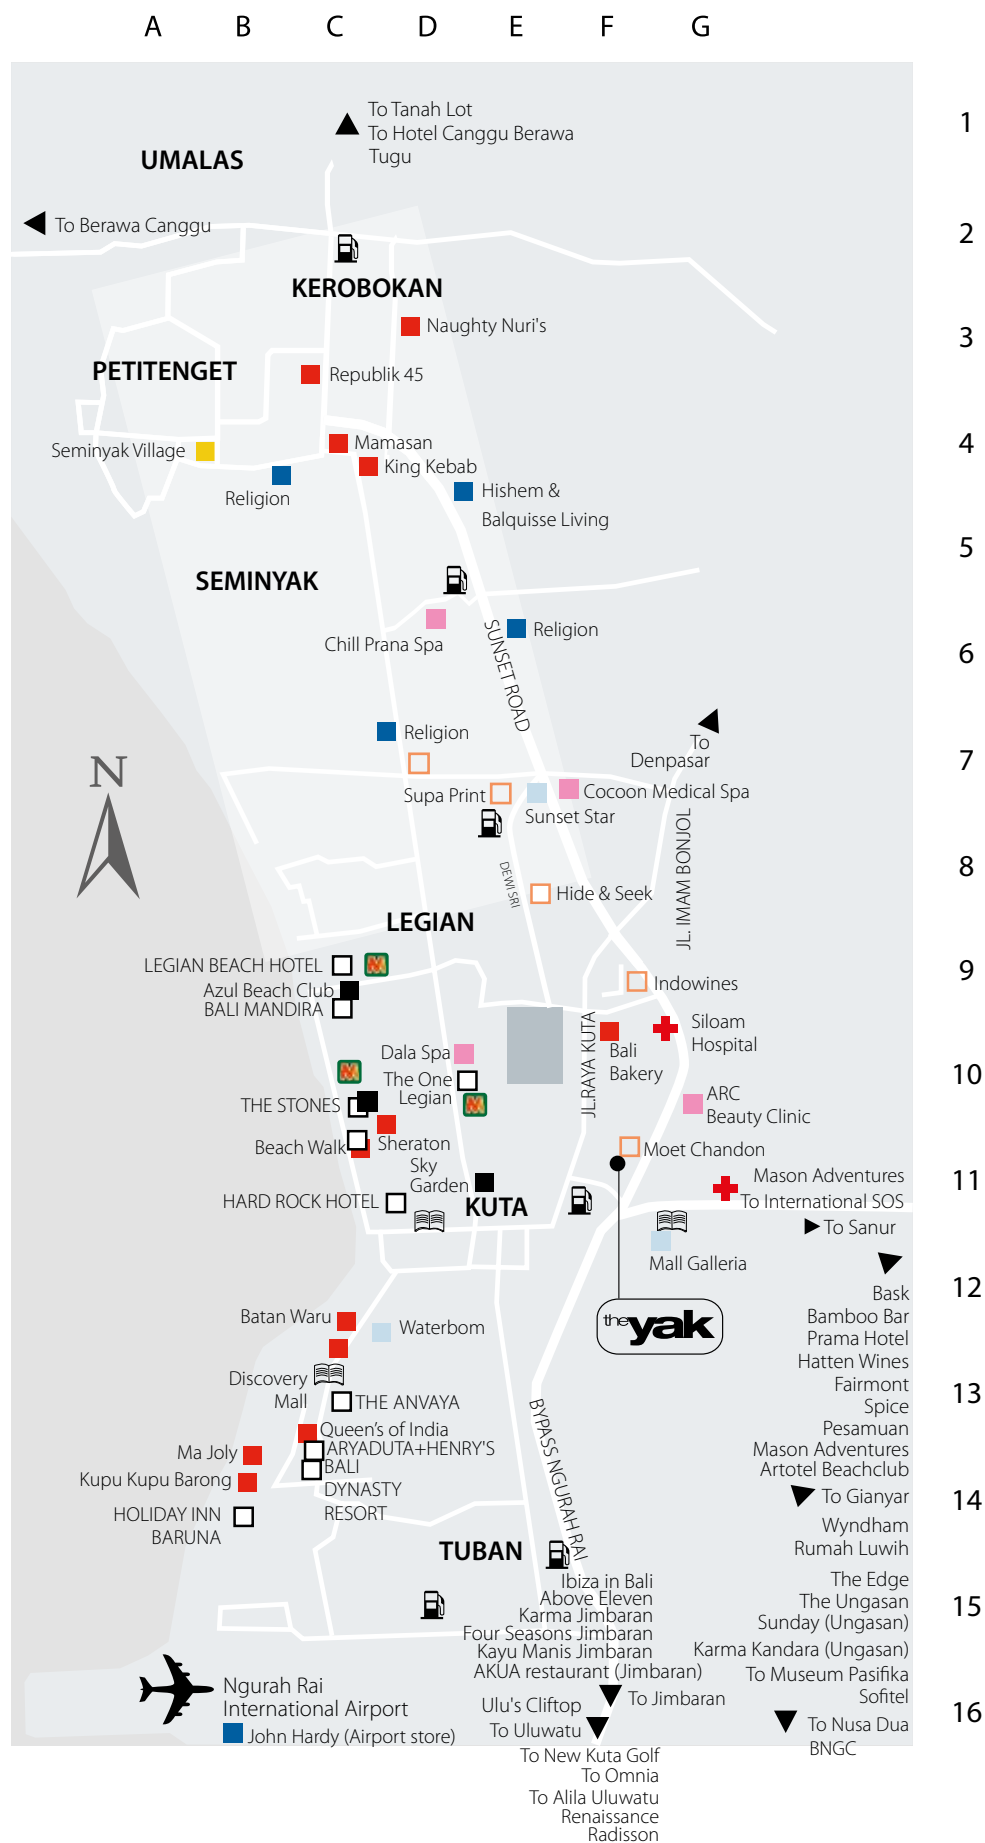 A B C D E F G
1
To Tanah Lot
To Hotel Canggu Berawa
Tugu
UMALAS
2
To Berawa Canggu
KEROBOKAN
3
Naughty Nuri's
PETITENGET
Republik 45
4
Mamasan
Seminyak Village
King Kebab
Religion
Hishem &
Balquisse Living
5
SEMINYAK
Religion
SUNSET ROAD
Chill Prana Spa
6
Religion
To
Denpasar
7
Supa Print
Cocoon Medical Spa
Sunset Star
N
JL. IMAM BONJOL
8
DEWI SRI
Hide & Seek
LEGIAN
LEGIAN BEACH HOTEL
9
Azul Beach Club
Indowines
BALI MANDIRA
JL.RAYA KUTA
Siloam
Hospital
Bali
Bakery
Dala Spa
10
The One
Legian
ARC
Beauty Clinic
THE STONES
Beach Walk
Sheraton
Moet Chandon
Sky
Garden
11
Mason Adventures
To International SOS
HARD ROCK HOTEL
KUTA
To Sanur
Mall Galleria
12
Bask
Bamboo Bar
Prama Hotel
Hatten Wines
Fairmont
Spice
Pesamuan
Mason Adventures
Artotel Beachclub
the yak
Batan Waru
Waterbom
Discovery
Mall
13
THE ANVAYA
BYPASS NGURAH RAI
Queen's of India
ARYADUTA+HENRY'S
Ma Joly
BALI
DYNASTY
RESORT
Kupu Kupu Barong
14
To Gianyar
HOLIDAY INN
BARUNA
Wyndham
Rumah Luwih
TUBAN
The Edge
The Ungasan
Sunday (Ungasan)
Karma Kandara (Ungasan)
To Museum Pasifika
Sofitel
15
Ibiza in Bali
Above Eleven
Karma Jimbaran
Four Seasons Jimbaran
Kayu Manis Jimbaran
AKUA restaurant (Jimbaran)
Ngurah Rai
International Airport
To Jimbaran
16
Ulu's Cliftop
To Uluwatu
To Nusa Dua
BNGC
John Hardy (Airport store)
To New Kuta Golf
To Omnia
To Alila Uluwatu
Renaissance
Radisson